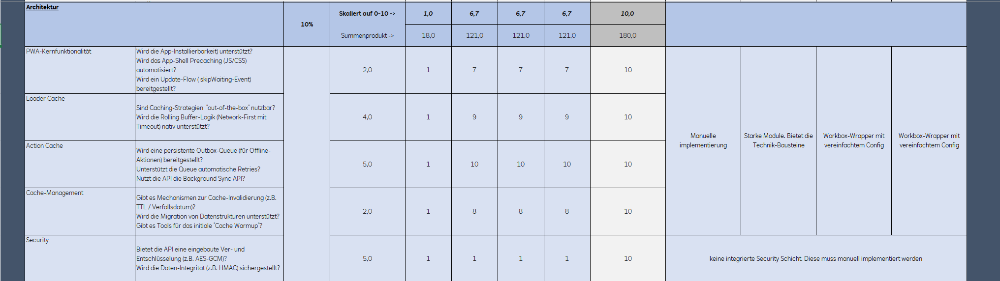 Architektur
10%
Skaliert auf 0-10 ->
1,0
6,7
6,7
6,7
10,0
Summenprodukt ->
18,0
121,0
121,0
121,0
180,0
PWA-Kernfunktionalität
Wird die App-Installierbarkeit) unterstützt?
Wird das App-Shell Precaching (JS/CSS)
automatisiert?
Wird ein Update-Flow ( skipWaiting-Event)
bereitgestellt?
2,0
1
7
7
7
10
Loader Cache
Sind Caching-Strategien "out-of-the-box" nutzbar?
Wird die Rolling Buffer-Logik (Network-First mit
Timeout) nativ unterstützt?
4,0
1
9
9
9
10
Action Cache
Wird eine persistente Outbox-Queue (für Offline-
Aktionen) bereitgestellt?
Unterstützt die Queue automatische Retries?
Nutzt die API die Background Sync API?
5,0
1
10
10
10
10
Cache-Management
Gibt es Mechanismen zur Cache-Invalidierung (z.B.
TTL / Verfallsdatum)?
Wird die Migration von Datenstrukturen unterstützt?
Gibt es Tools für das initiale "Cache Warmup"?
2,0
1
8
8
8
10
Manuelle
implementierung
Starke Module. Bietet die
Technik-Bausteine
Workbox-Wrapper mit
vereinfachtem Config
Workbox-Wrapper mit
vereinfachtem Config
Security
Bietet die API eine eingebaute Ver- und
Entschlüsselung (z.B. AES-GCM)?
Wird die Daten-Integrität (z.B. HMAC) sichergestellt?
5,0
1
1
1
1
10
keine integrierte Security Schicht. Diese muss manuell implementiert werden